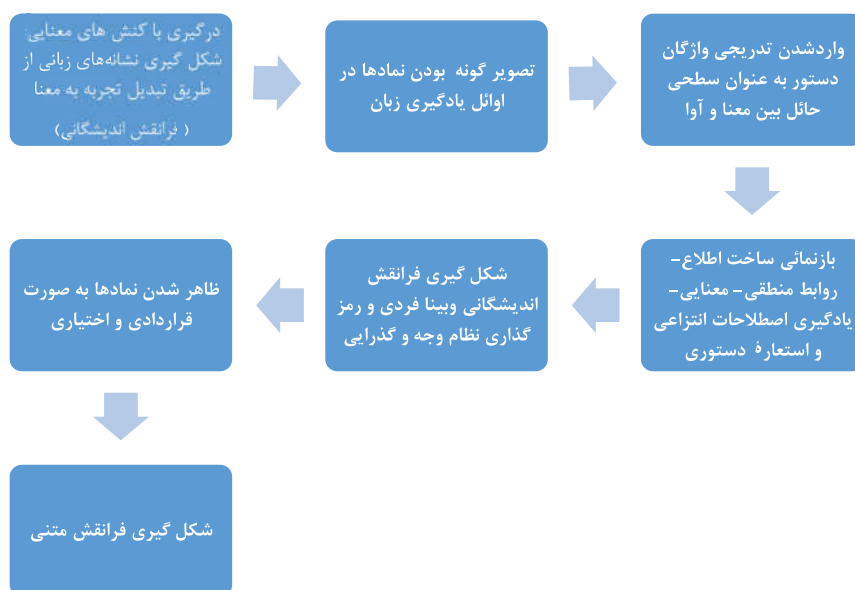 درگیری با کنش های معنایی:
شکل گیری نشانه‌های زبانی از
طریق تبدیل تجربه به معنا
( فرانقش اندیشگانی)
تصویر گونه بودن نمادها در
اوائل یادگیری زبان
واردشدن تدریجی واژگان
دستور به عنوان سطحی
حائل بین معنا و آوا
بازنمائی ساخت اطلاع-
روابط منطقی- معنایی-
یادگیری اصطلاحات انتزاعی
و استعارۀ دستوری
شکل گیری فرانقش
اندیشگانی وبینا فردی و رمز
گذاری نظام وجه و گذرایی
ظاهر شدن نمادها به صورت
قراردادی و اختیاری
شکل گیری فرانقش متنی